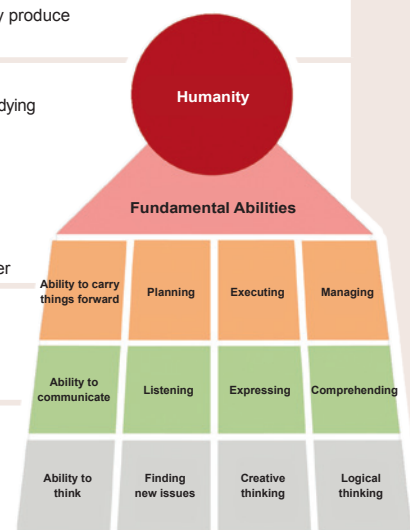 y produce
Humanity
dying
Fundamental Abilities
er
Ability to carry
things forward
Planning
Executing
Managing
Ability to
communicate
Listening
Expressing
Comprehending
Ability to
think
Finding
new issues
Creative
thinking
Logical
thinking